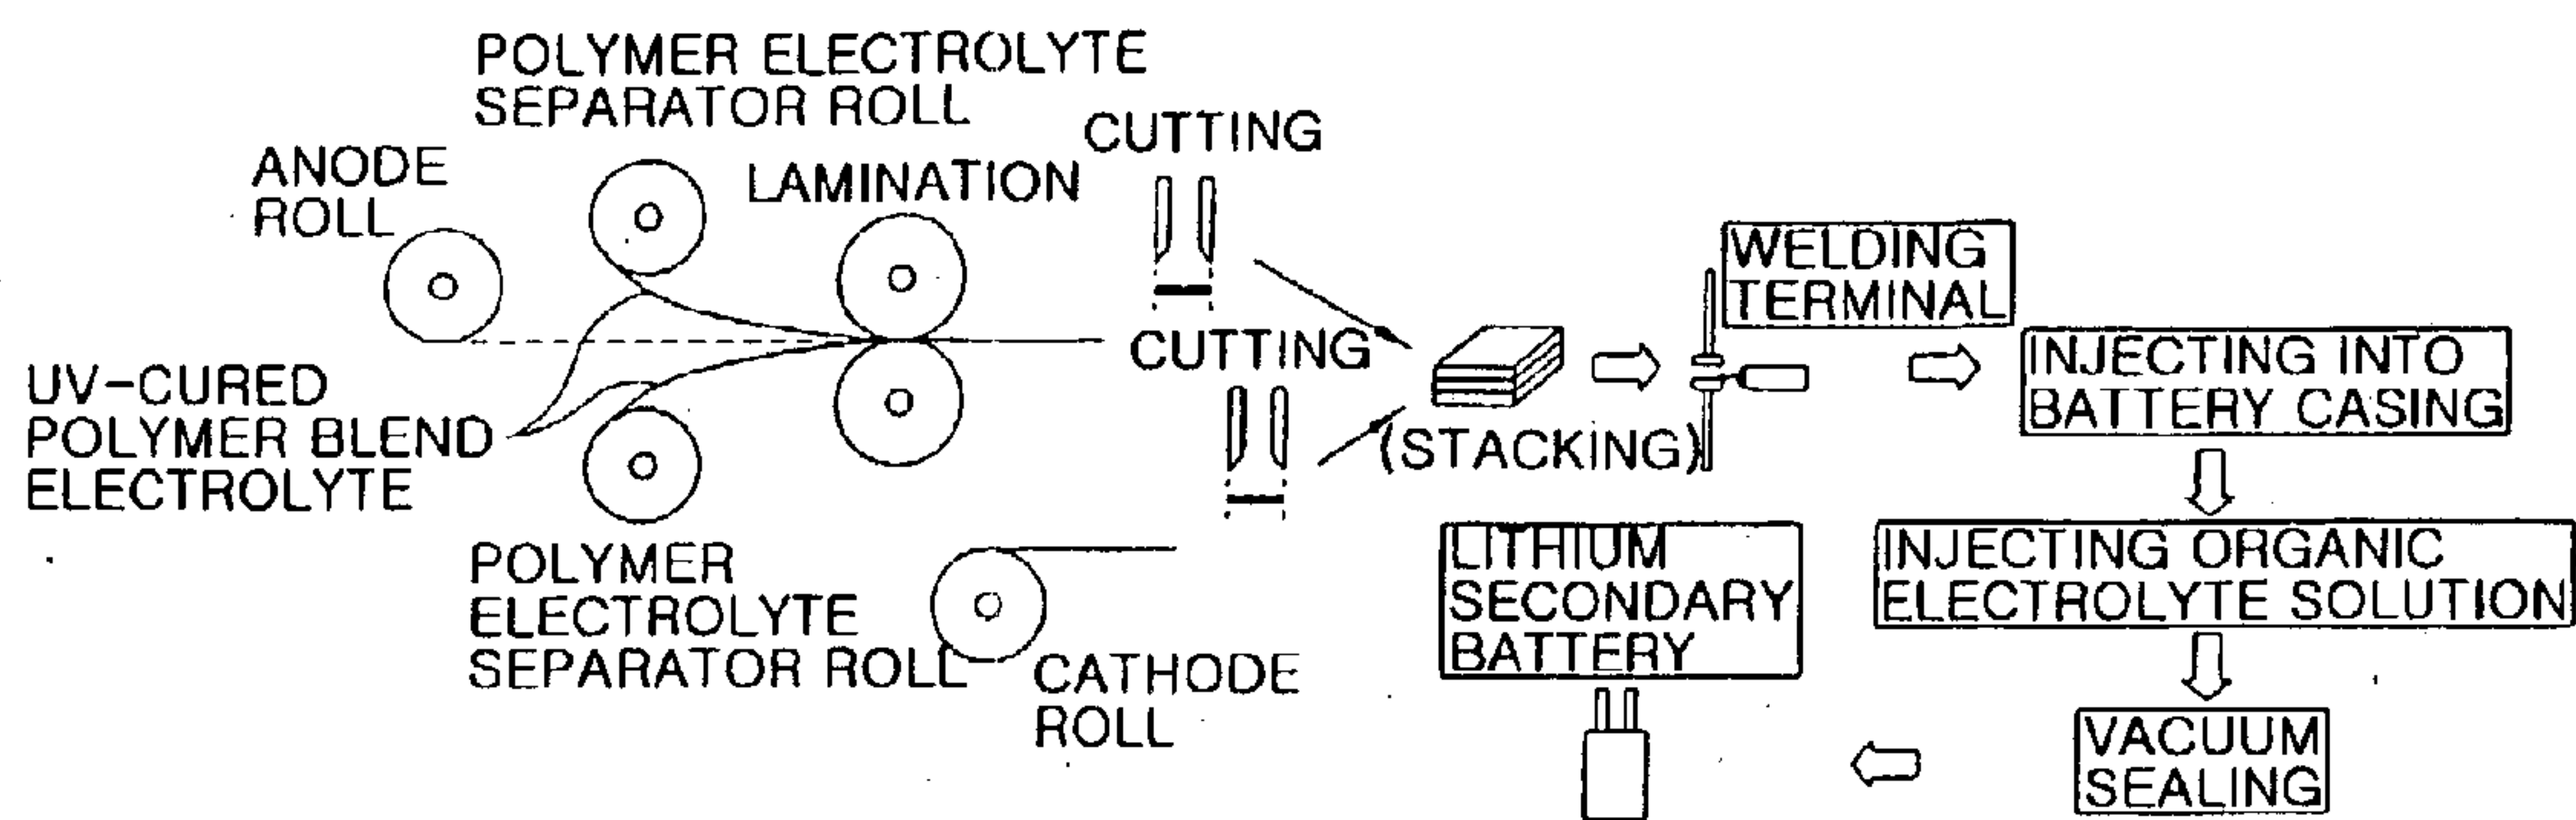 POLYMER ELECTROLYTE
SEPARATOR ROLL
ANODE
ROLL
LAMINATION
CUTTING
UV-CURED
POLYMER BLEND
ELECTROLYTE
POLYMER
ELECTROLYTE
SEPARATOR ROLL
CATHODE
ROLL
CUTTING
(STACKING)
WELDING
TERMINAL
INJECTING INTO
BATTERY CASING
INJECTING ORGANIC
ELECTROLYTE SOLUTION
VACUUM
SEALING
LITHIUM
SECONDARY
BATTERY